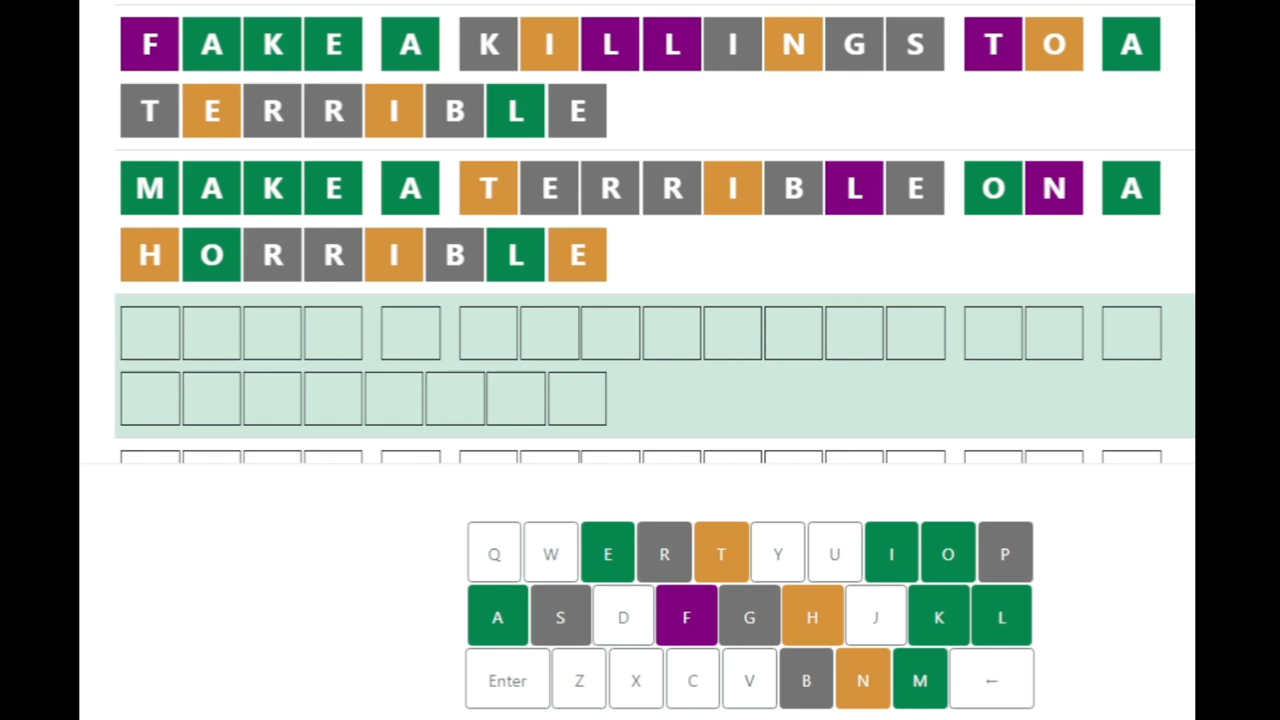 FAKE A KILLINGS TO A
TERRIBLE
MAKE A TERRIBLE ON A
HORRIBLE
Q W E R T Y U I O P
A S D F G H J K L
Enter Z X C V B N M ←